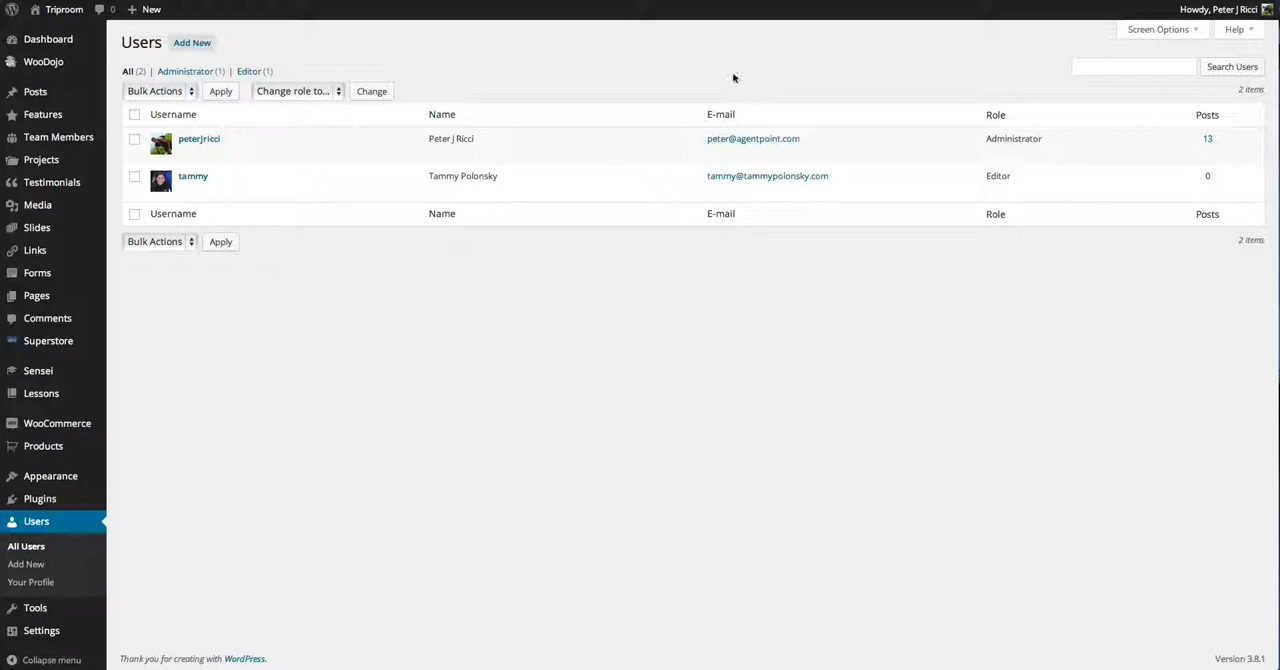 Triproom 0 New Howdy, Peter J Ricci
Screen Options Help
Dashboard
WooDojo
Posts
Features
Team Members
Projects
Testimonials
Media
Slides
Links
Forms
Pages
Comments
Superstore
Sensei
Lessons
WooCommerce
Products
Appearance
Plugins
Users
All Users
Add New
Your Profile
Tools
Settings
Collapse menu
Users Add New
All (2) | Administrator (1) | Editor (1)
Search Users
Bulk Actions Apply Change role to... Change
2 items
Username Name E-mail Role Posts
peterjricci Peter J Ricci peter@agentpoint.com Administrator 13
tammy Tammy Polonsky tammy@tammypolonsky.com Editor 0
Username Name E-mail Role Posts
Bulk Actions Apply
2 items
Thank you for creating with WordPress. Version 3.8.1